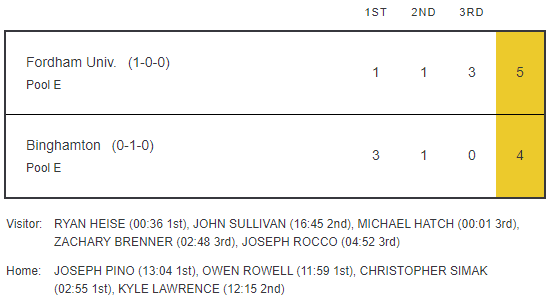 1ST 2ND 3RD
Fordham Univ. (1-0-0)
Pool E
1 1 3 5
Binghamton (0-1-0)
Pool E
3 1 0 4
Visitor: RYAN HEISE (00:36 1st), JOHN SULLIVAN (16:45 2nd), MICHAEL HATCH (00:01 3rd),
ZACHARY BRENNER (02:48 3rd), JOSEPH ROCCO (04:52 3rd)
Home: JOSEPH PINO (13:04 1st), OWEN ROWELL (11:59 1st), CHRISTOPHER SIMAK
(02:55 1st), KYLE LAWRENCE (12:15 2nd)